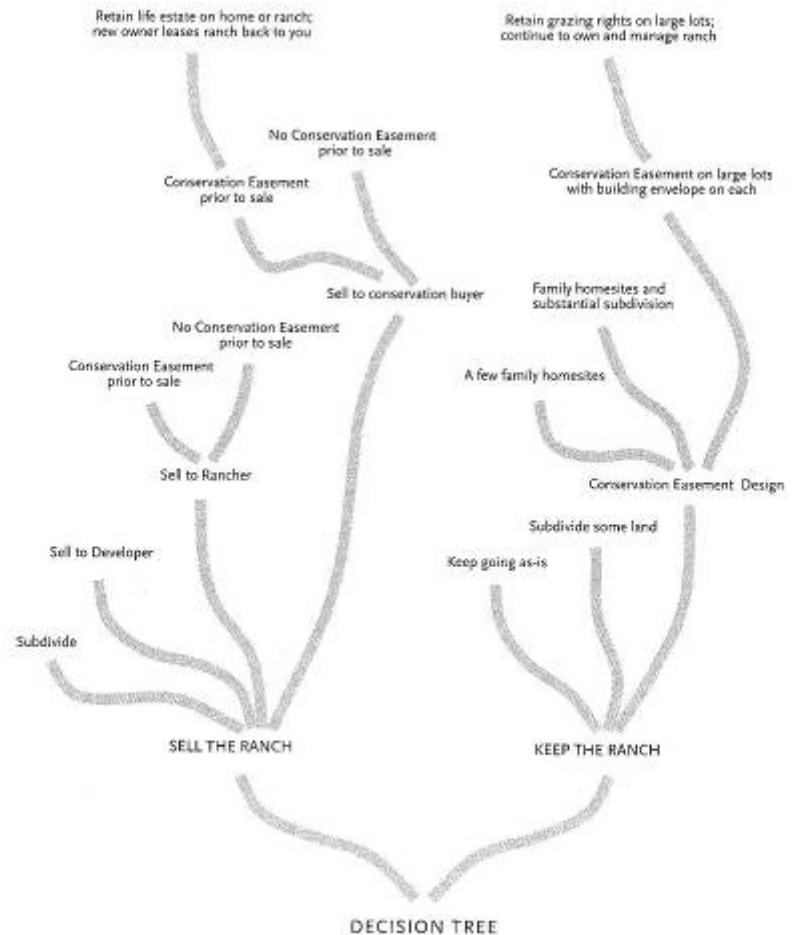 Retain life estate on home or ranch;
new owner leases ranch back to you
Retain grazing rights on large lots;
continue to own and manage ranch
No Conservation Easement
prior to sale
Conservation Easement
prior to sale
Conservation Easement on large lots
with building envelope on each
Sell to conservation buyer
Family homesites and
substantial subdivision
No Conservation Easement
prior to sale
Conservation Easement
prior to sale
A few family homesites
Sell to Rancher
Conservation Easement Design
Subdivide some land
Sell to Developer
Keep going as-is
Subdivide
SELL THE RANCH
KEEP THE RANCH
DECISION TREE